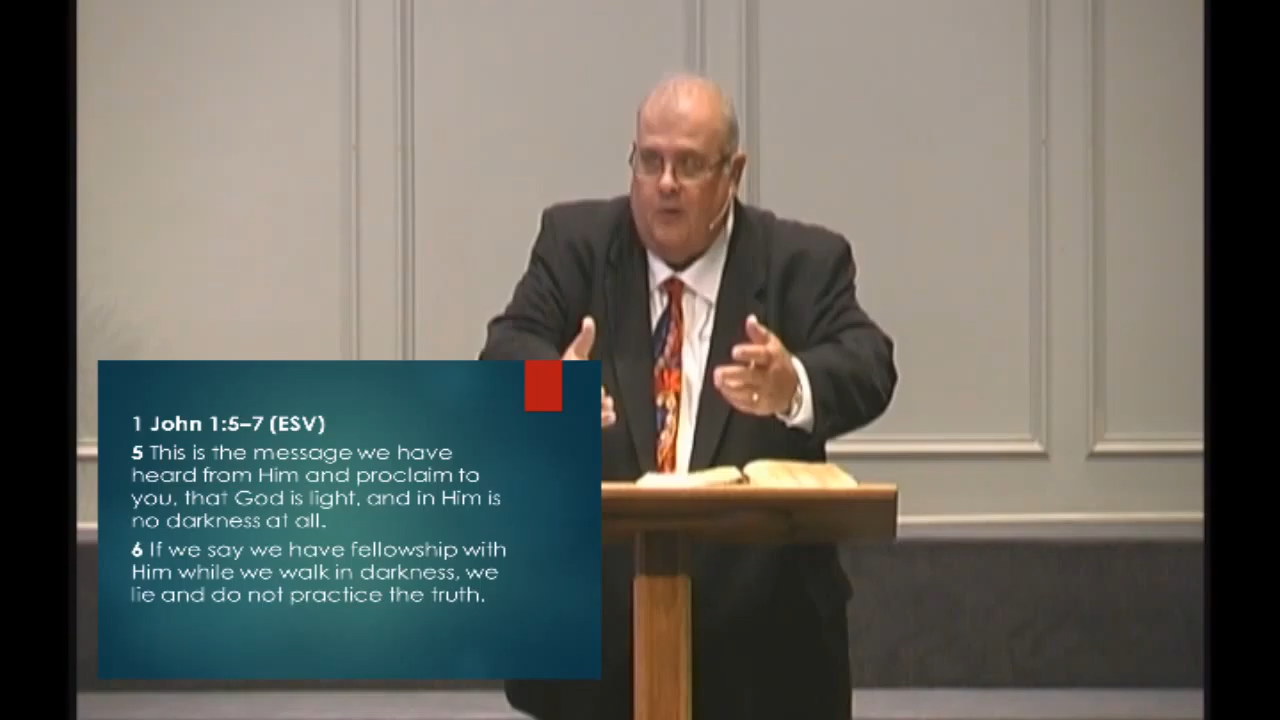 1 John 1:5–7 (ESV)
5 This is the message we have
heard from Him and proclaim to
you, that God is light, and in Him is
no darkness at all.
6 If we say we have fellowship with
Him while we walk in darkness, we
lie and do not practice the truth.